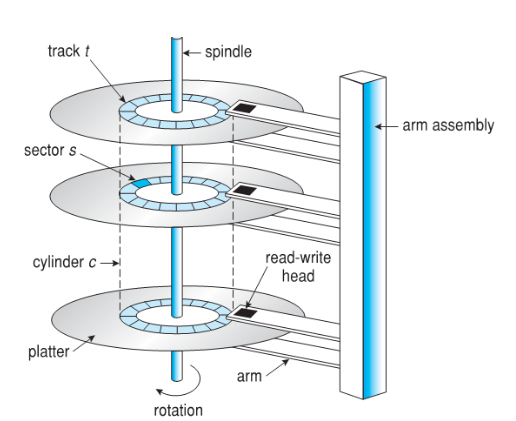 track t
spindle
arm assembly
sector s
cylinder c
read-write
head
platter
arm
rotation